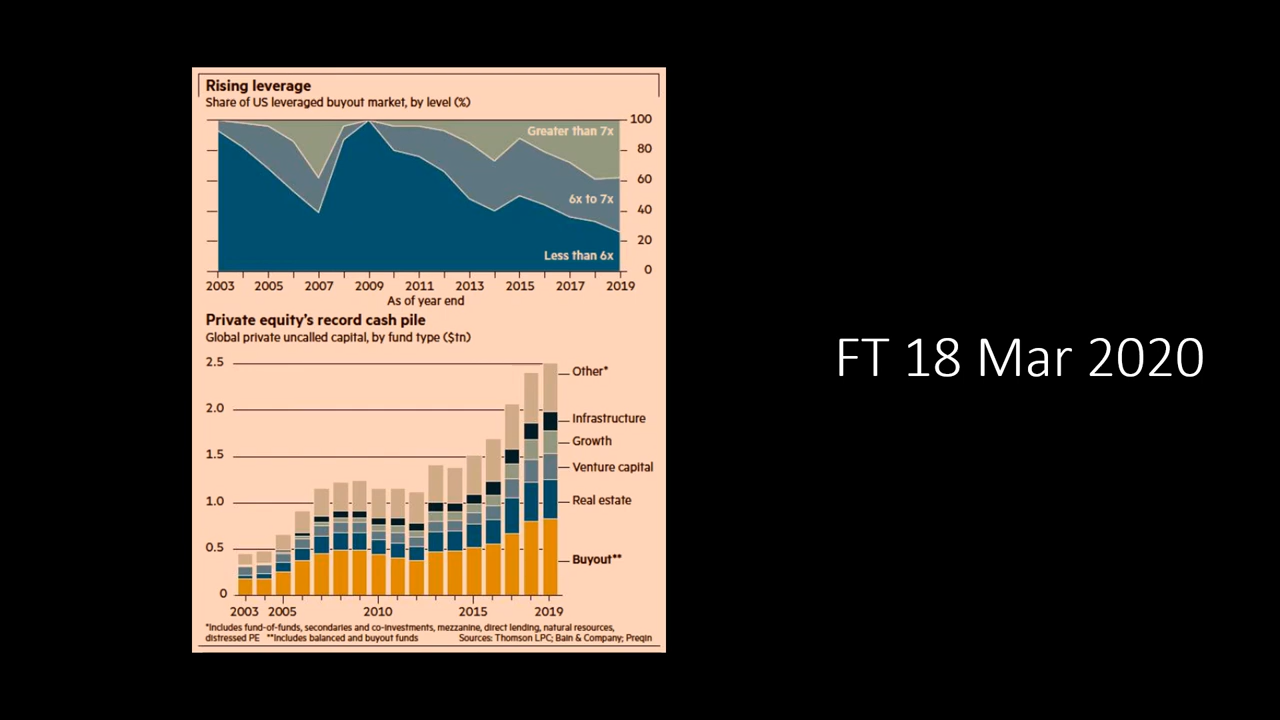 Rising leverage
Share of US leveraged buyout market, by level (%)
100
Greater than 7x
80
60
6x to 7x
40
20
Less than 6x
0
2003 2005 2007 2009 2011 2013 2015 2017 2019
As of year end
Private equity's record cash pile
Global private uncalled capital, by fund type ($tn)
2.5
Other*
2.0
Infrastructure
Growth
1.5
Venture capital
Real estate
1.0
0.5
Buyout**
0
2003 2005 2010 2015 2019
*Includes fund-of-funds, secondaries and co-investments, mezzanine, direct lending, natural resources,
distressed PE **Includes balanced and buyout funds Sources: Thomson LPC; Bain & Company; Preqin
FT 18 Mar 2020